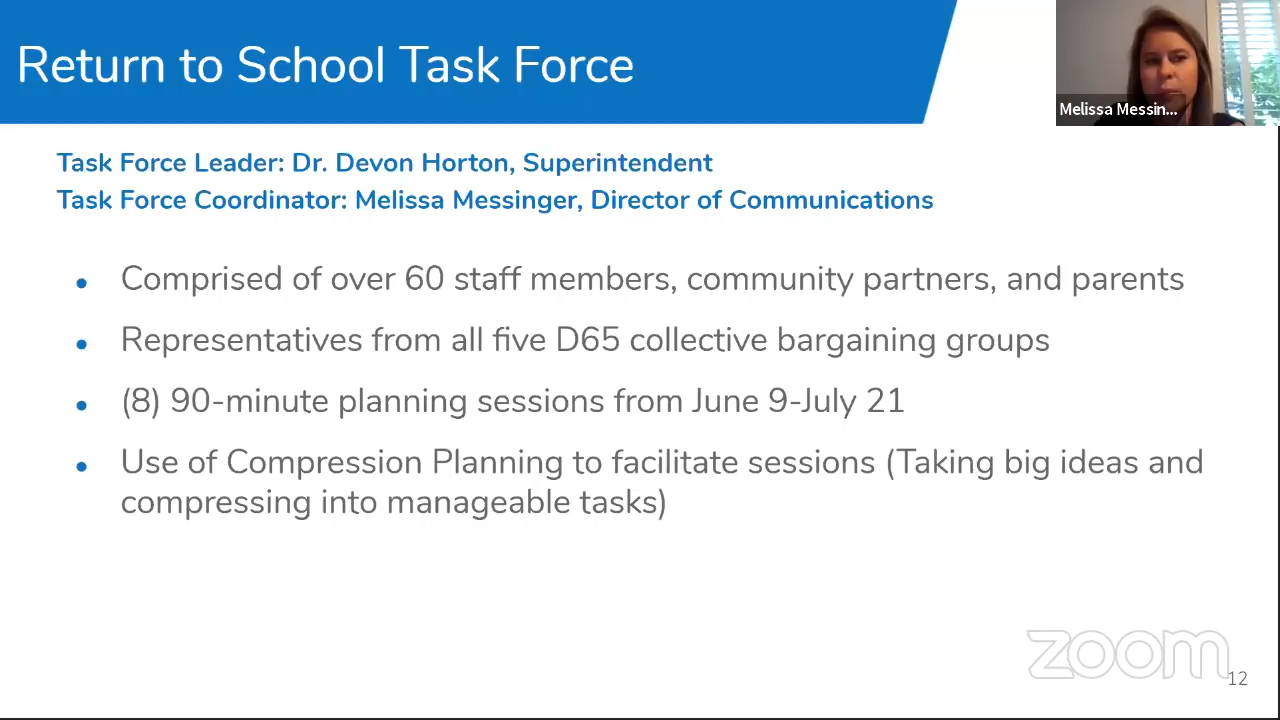 Return to School Task Force
Melissa Messin...
Task Force Leader: Dr. Devon Horton, Superintendent
Task Force Coordinator: Melissa Messinger, Director of Communications
• Comprised of over 60 staff members, community partners, and parents
• Representatives from all five D65 collective bargaining groups
• (8) 90-minute planning sessions from June 9-July 21
• Use of Compression Planning to facilitate sessions (Taking big ideas and
compressing into manageable tasks)
zoom
12